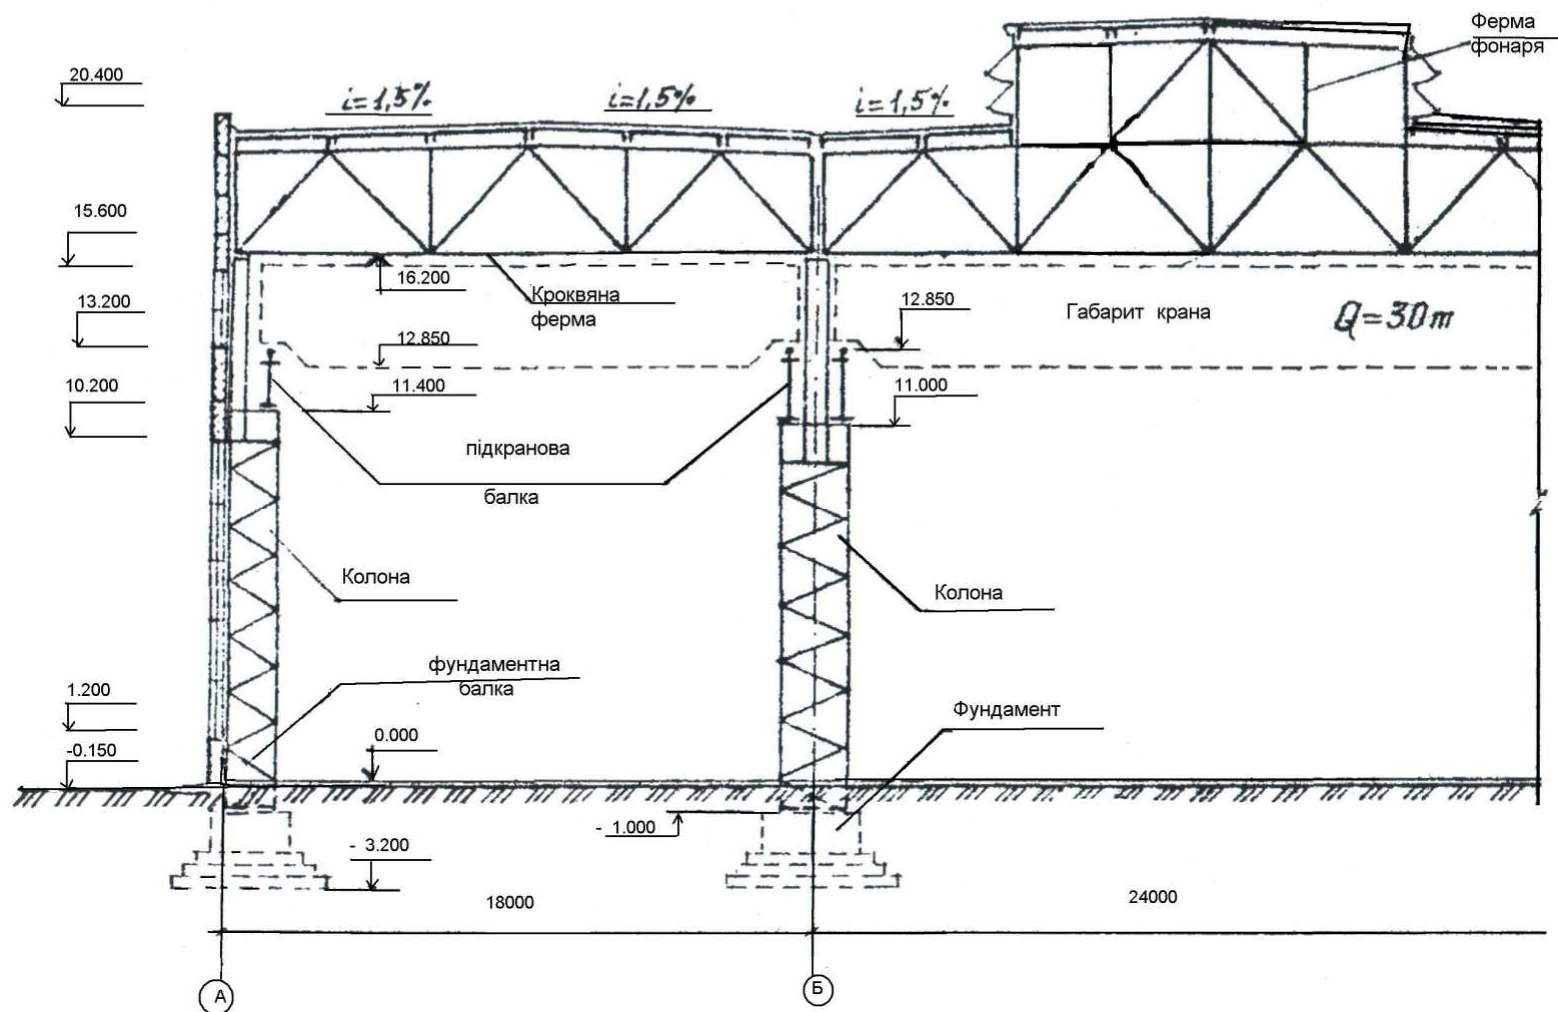 Ферма
фонаря
20.400
i=1,5%
i=1,5%
i=1,5%
15.600
16.200
Кроквяна
ферма
13.200
12.850
12.850
Габарит крана
Q=30т
10.200
11.400
11.000
підкранова
балка
Колона
Колона
фундаментна
балка
1.200
Фундамент
-0.150
0.000
- 1.000
- 3.200
18000
24000
А
Б